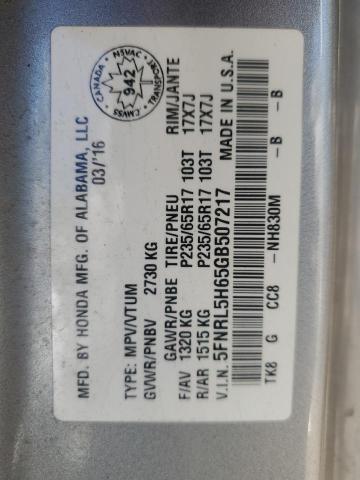 MFD. BY HONDA MFG. OF ALABAMA, LLC
03/'16
TYPE: MPV/VTUM
GVWR/PNBV 2730 KG
GAWR/PNBE TIRE/PNEU RIM/JANTE
F/AV 1320 KG P235/65R17 103T 17X7J
R/AR 1515 KG P235/65R17 103T 17X7J
V.I.N. 5FNRL5H65GB507217 MADE IN U.S.A.
TK8 G CC8 -NH830M -B -B
CANADA · NSVAC · TRANSPORT · CMVSS
942